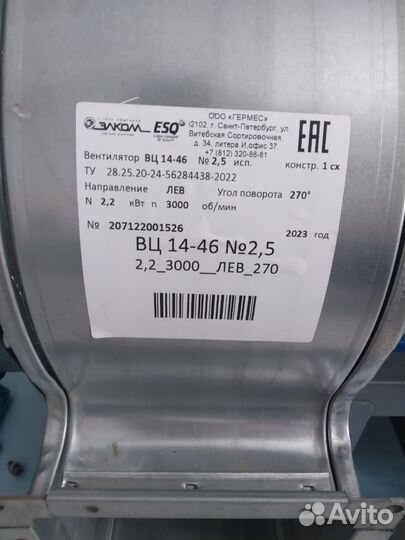 ООО «ГЕРМЕС»
ЭЛКОМ ESQ
192102, г. Санкт-Петербург, ул.
Витебская Сортировочная,
д. 34, литера И, офис 37.
+7 (812) 320-88-81
EAC
Вентилятор ВЦ 14-46 № 2,5 исп. констр. 1 сх
ТУ 28.25.20-24-56284438-2022
Направление ЛЕВ Угол поворота 270°
N 2,2 кВт n 3000 об/мин
№ 207122001526 2023 год
ВЦ 14-46 №2,5
2,2_3000__ЛЕВ_270
Avito